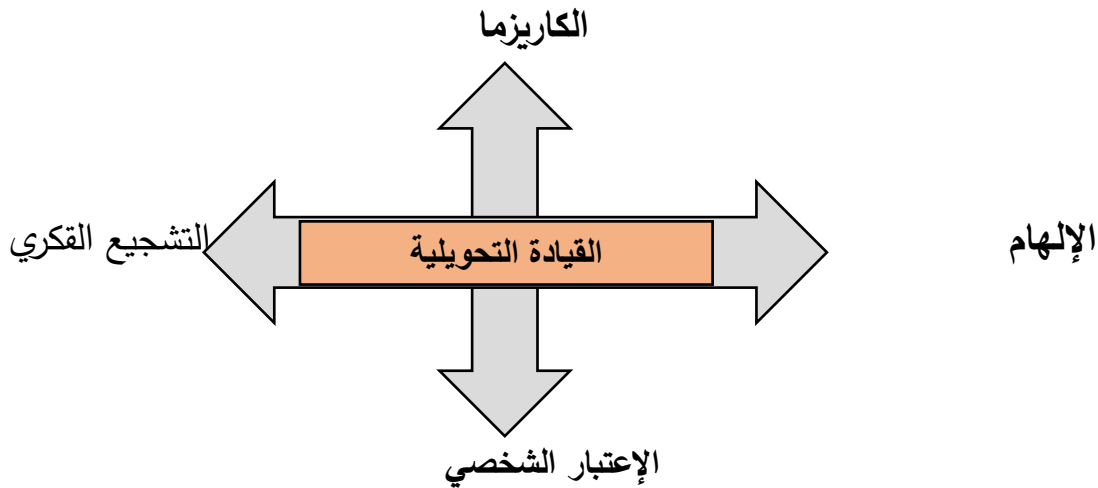 الكاريزما
الإلهام
القيادة التحويلية
التشجيع القكري
الإعتبار الشخصي